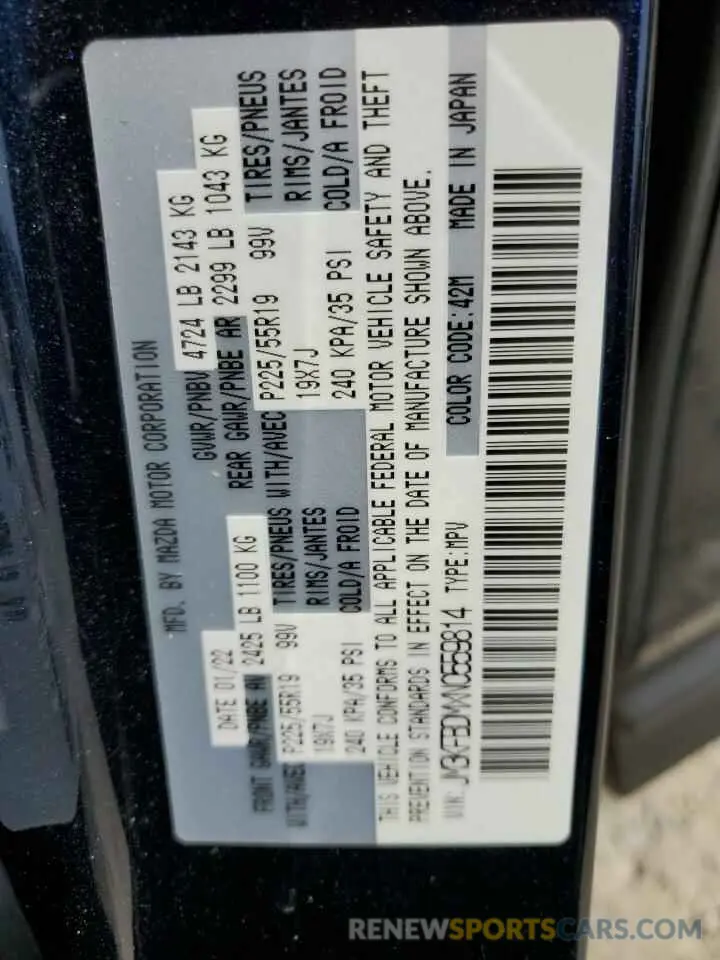 MFD. BY MAZDA MOTOR CORPORATION
DATE 01/22 GVWR/PNBV 4724 LB 2143 KG
FRONT GAWR/PNBE AV 2425 LB 1100 KG REAR GAWR/PNBE AR 2299 LB 1043 KG
WITH/AVEC P225/55R19 99V TIRES/PNEUS WITH/AVEC P225/55R19 99V TIRES/PNEUS
19X7J RIMS/JANTES 19X7J RIMS/JANTES
240 KPA/35 PSI COLD/A FROID 240 KPA/35 PSI COLD/A FROID
THIS VEHICLE CONFORMS TO ALL APPLICABLE FEDERAL MOTOR VEHICLE SAFETY AND THEFT
PREVENTION STANDARDS IN EFFECT ON THE DATE OF MANUFACTURE SHOWN ABOVE.
VIN: JM3KFBDMXN0559814 TYPE:MPV COLOR CODE:42M MADE IN JAPAN
RENEWSPORTSCARS.COM